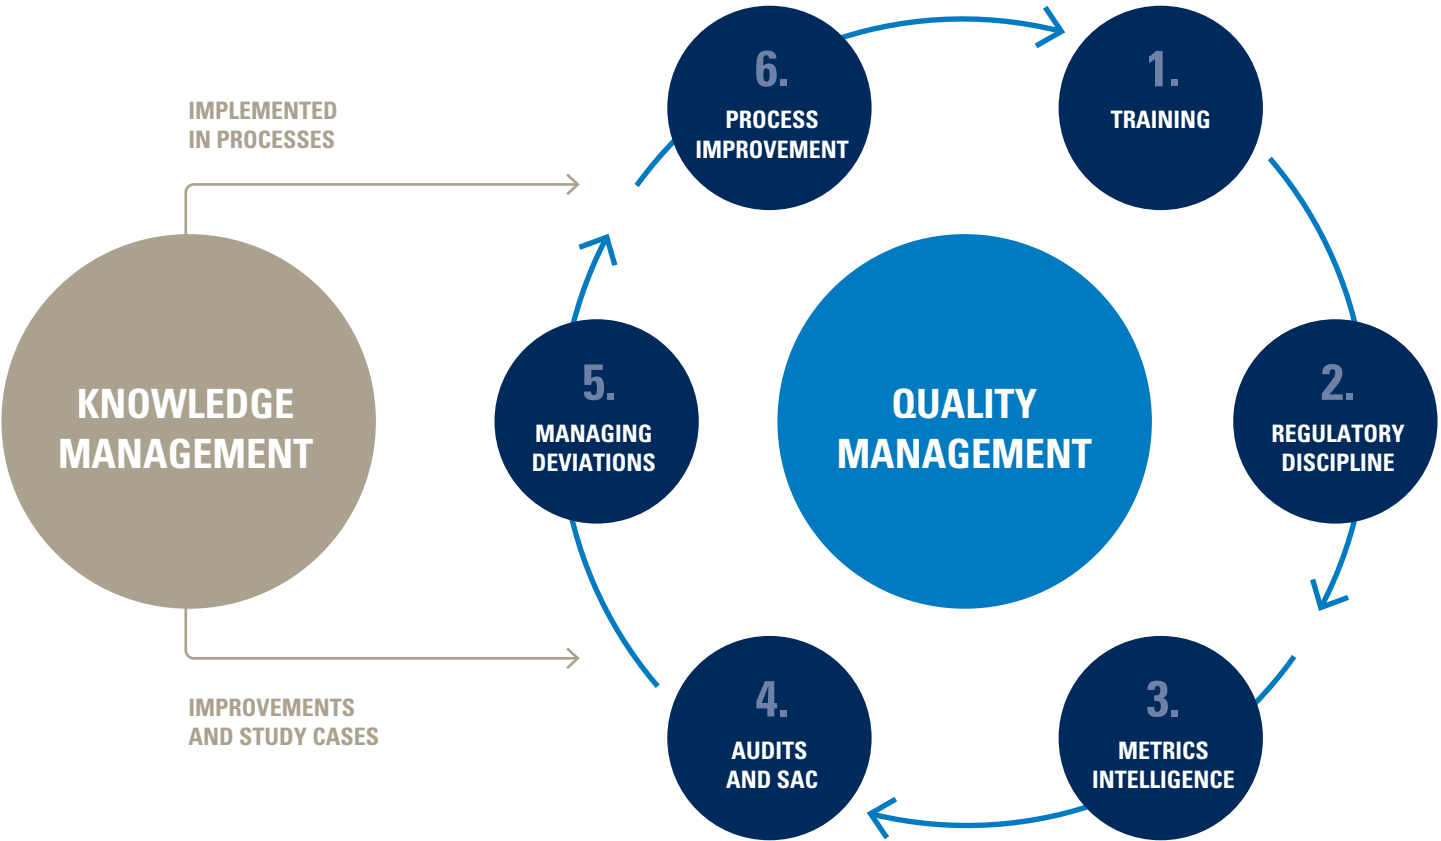 IMPLEMENTED
IN PROCESSES
KNOWLEDGE
MANAGEMENT
IMPROVEMENTS
AND STUDY CASES
QUALITY
MANAGEMENT
1.
TRAINING
2.
REGULATORY
DISCIPLINE
3.
METRICS
INTELLIGENCE
4.
AUDITS
AND SAC
5.
MANAGING
DEVIATIONS
6.
PROCESS
IMPROVEMENT